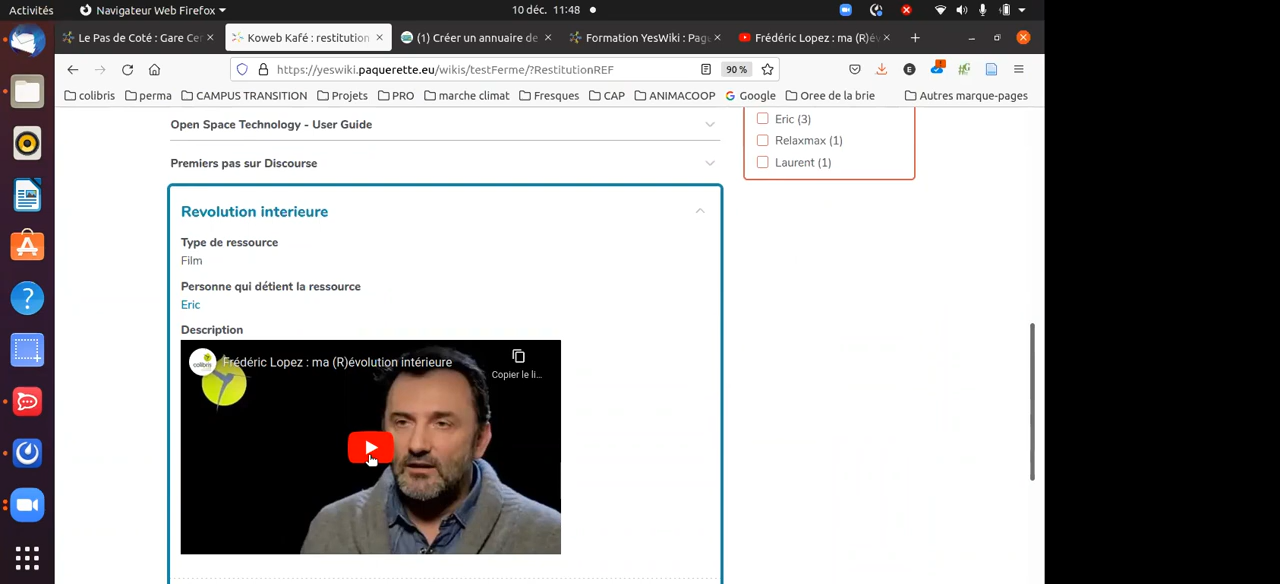 Activités
Navigateur Web Firefox
10 déc. 11:48
Le Pas de Coté : Gare Cer
Koweb Kafé : restitution
(1) Créer un annuaire de
Formation YesWiki : Pag
Frédéric Lopez : ma (R)év
https://yeswiki.paquerette.eu/wikis/testFerme/?RestitutionREF
90 %
colibris
perma
CAMPUS TRANSITION
Projets
PRO
marche climat
Fresques
CAP
ANIMACOOP
Google
Oree de la brie
Autres marque-pages
Open Space Technology - User Guide
Eric (3)
Relaxmax (1)
Premiers pas sur Discourse
Laurent (1)
Revolution interieure
Type de ressource
Film
Personne qui détient la ressource
Eric
Description
colibris
Frédéric Lopez : ma (R)évolution intérieure
Copier le li...